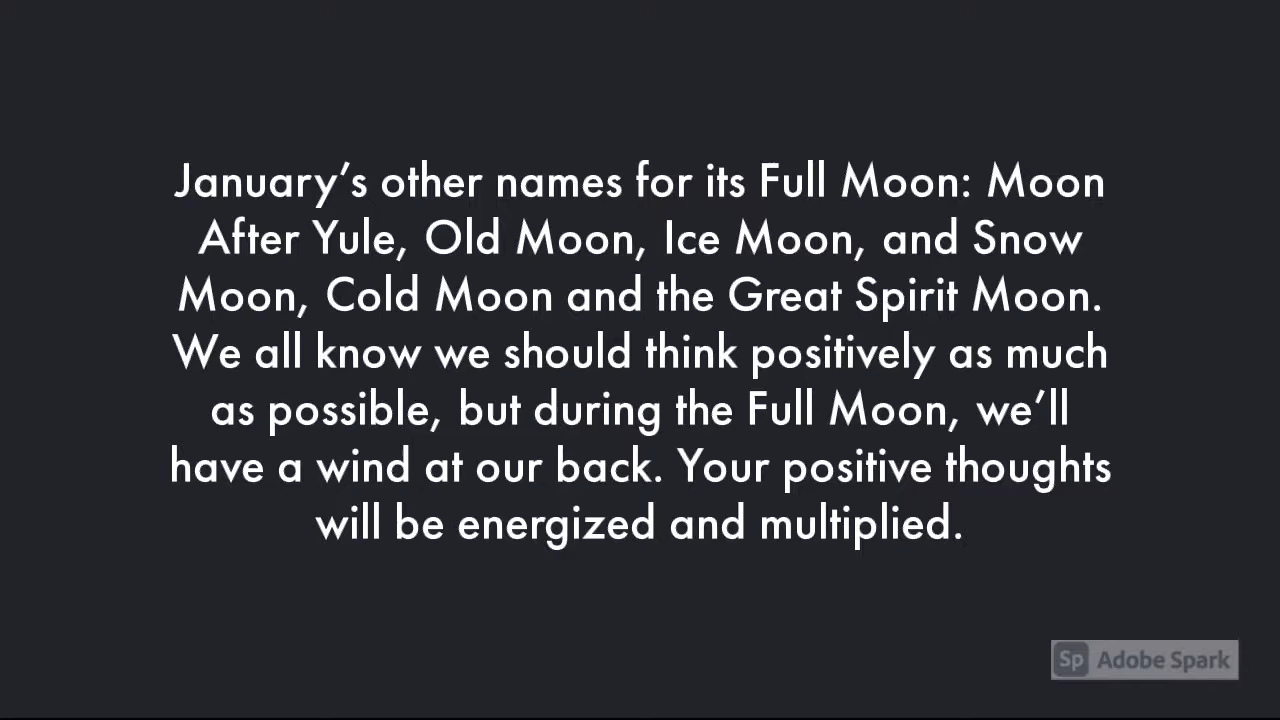 January’s other names for its Full Moon: Moon
After Yule, Old Moon, Ice Moon, and Snow
Moon, Cold Moon and the Great Spirit Moon.
We all know we should think positively as much
as possible, but during the Full Moon, we’ll
have a wind at our back. Your positive thoughts
will be energized and multiplied.
Sp Adobe Spark